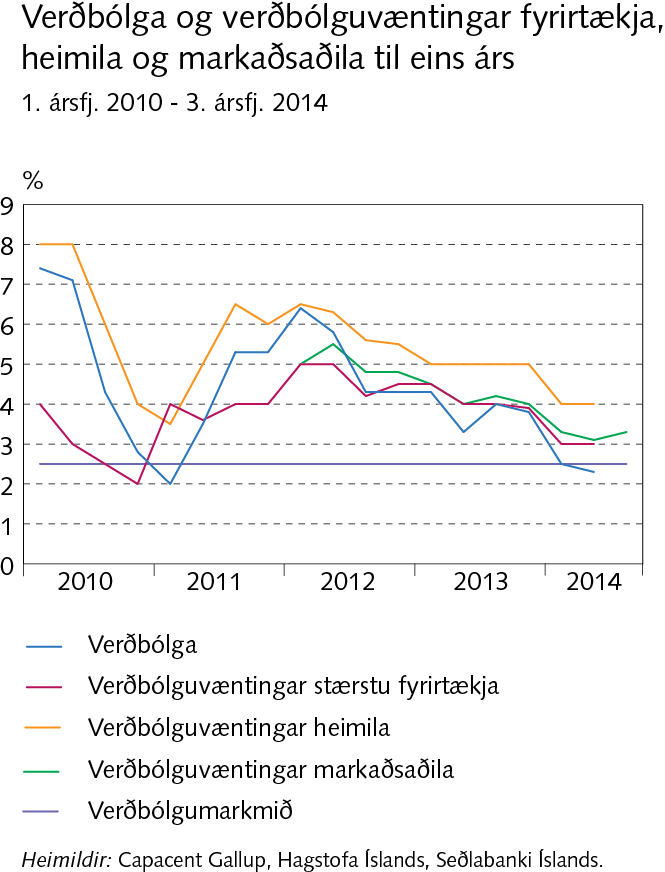 Verðbólga og verðbólguvæntingar fyrirtækja,
heimila og markaðsaðila til eins árs
1. ársfj. 2010 - 3. ársfj. 2014
%
9
8
7
6
5
4
3
2
1
0
2010 2011 2012 2013 2014
Verðbólga
Verðbólguvæntingar stærstu fyrirtækja
Verðbólguvæntingar heimila
Verðbólguvæntingar markaðsaðila
Verðbólgumarkmið
Heimildir: Capacent Gallup, Hagstofa Íslands, Seðlabanki Íslands.